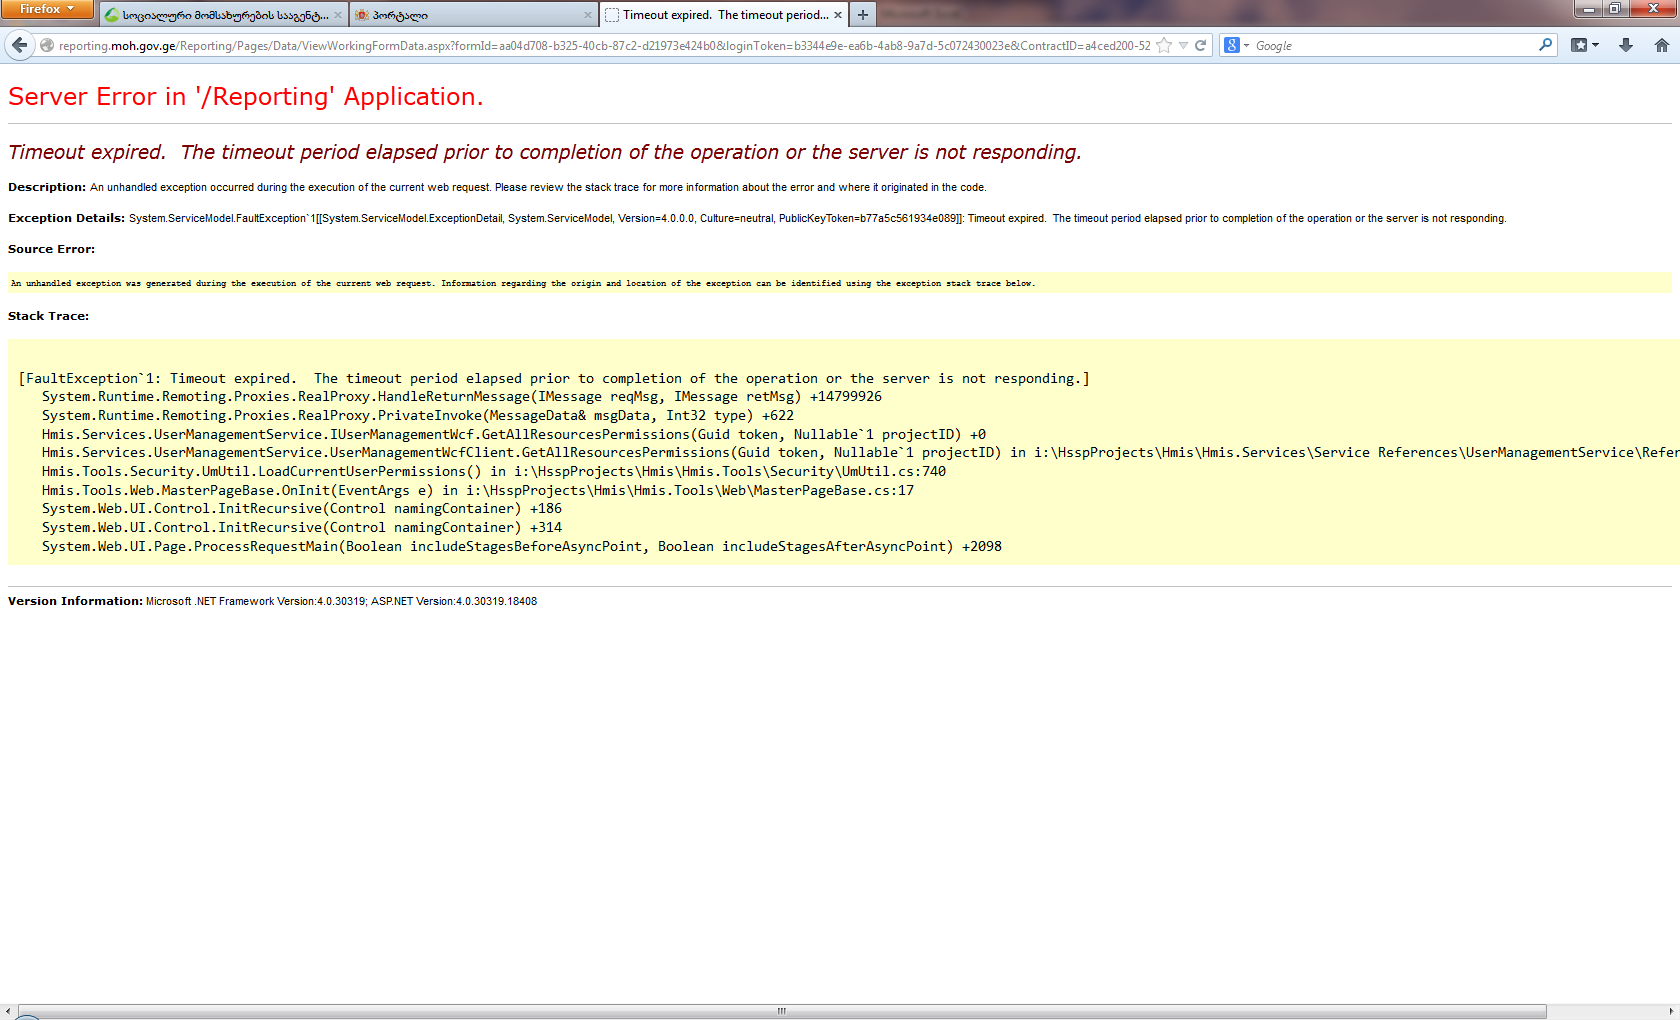 Firefox
სოციალური მომსახურების სააგენტ...
პორტალი
Timeout expired.  The timeout period...
reporting.moh.gov.ge/Reporting/Pages/Data/ViewWorkingFormData.aspx?formId=aa04d708-b325-40cb-87c2-d21973e424b0&loginToken=b3344e9e-ea6b-4ab8-9a7d-5c072430023e&ContractID=a4ced200-52
Google
Server Error in '/Reporting' Application.
Timeout expired.  The timeout period elapsed prior to completion of the operation or the server is not responding.
Description: An unhandled exception occurred during the execution of the current web request. Please review the stack trace for more information about the error and where it originated in the code.
Exception Details: System.ServiceModel.FaultException`1[[System.ServiceModel.ExceptionDetail, System.ServiceModel, Version=4.0.0.0, Culture=neutral, PublicKeyToken=b77a5c561934e089]]: Timeout expired.  The timeout period elapsed prior to completion of the operation or the server is not responding.
Source Error:
An unhandled exception was generated during the execution of the current web request. Information regarding the origin and location of the exception can be identified using the exception stack trace below.
Stack Trace:
[FaultException`1: Timeout expired.  The timeout period elapsed prior to completion of the operation or the server is not responding.]
System.Runtime.Remoting.Proxies.RealProxy.HandleReturnMessage(IMessage reqMsg, IMessage retMsg) +14799926
System.Runtime.Remoting.Proxies.RealProxy.PrivateInvoke(MessageData& msgData, Int32 type) +622
Hmis.Services.UserManagementService.IUserManagementWcf.GetAllResourcesPermissions(Guid token, Nullable`1 projectID) +0
Hmis.Services.UserManagementService.UserManagementWcfClient.GetAllResourcesPermissions(Guid token, Nullable`1 projectID) in i:\HsspProjects\Hmis\Hmis.Services\Service References\UserManagementService\Refer
Hmis.Tools.Security.UmUtil.LoadCurrentUserPermissions() in i:\HsspProjects\Hmis\Hmis.Tools\Security\UmUtil.cs:740
Hmis.Tools.Web.MasterPageBase.OnInit(EventArgs e) in i:\HsspProjects\Hmis\Hmis.Tools\Web\MasterPageBase.cs:17
System.Web.UI.Control.InitRecursive(Control namingContainer) +186
System.Web.UI.Control.InitRecursive(Control namingContainer) +314
System.Web.UI.Page.ProcessRequestMain(Boolean includeStagesBeforeAsyncPoint, Boolean includeStagesAfterAsyncPoint) +2098
Version Information: Microsoft .NET Framework Version:4.0.30319; ASP.NET Version:4.0.30319.18408